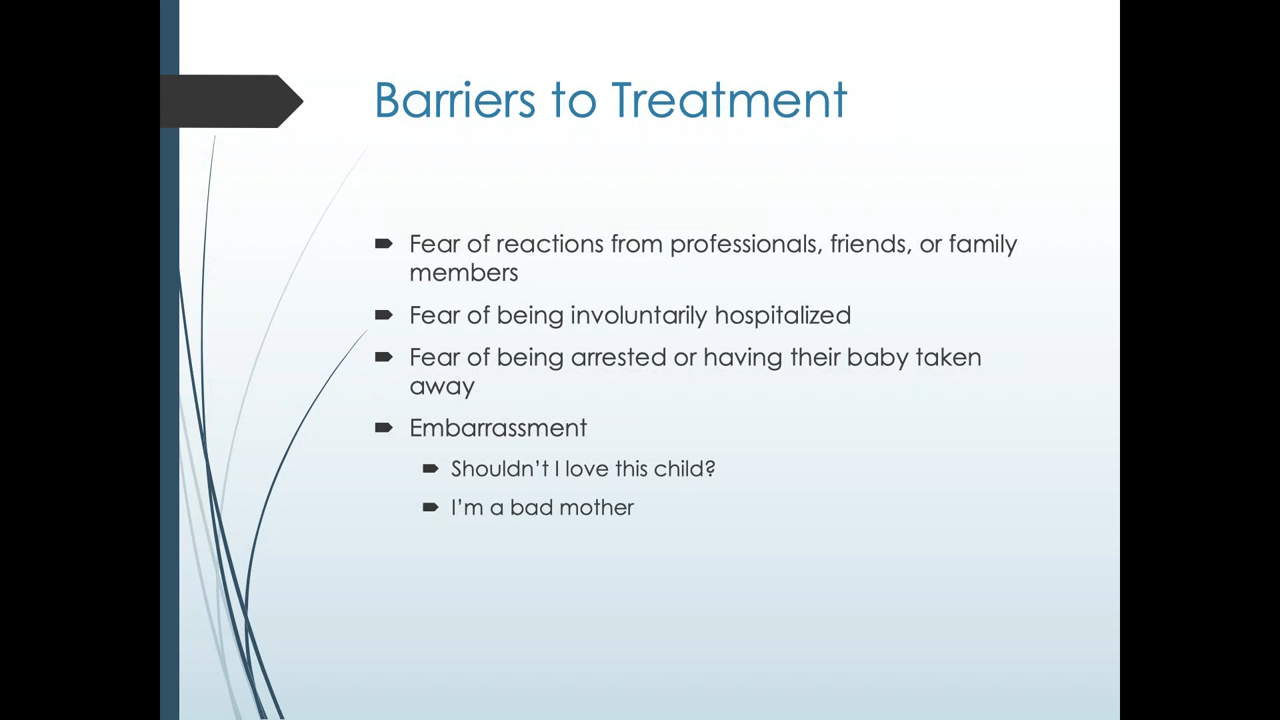 Barriers to Treatment
Fear of reactions from professionals, friends, or family
members
Fear of being involuntarily hospitalized
Fear of being arrested or having their baby taken
away
Embarrassment
Shouldn’t I love this child?
I’m a bad mother